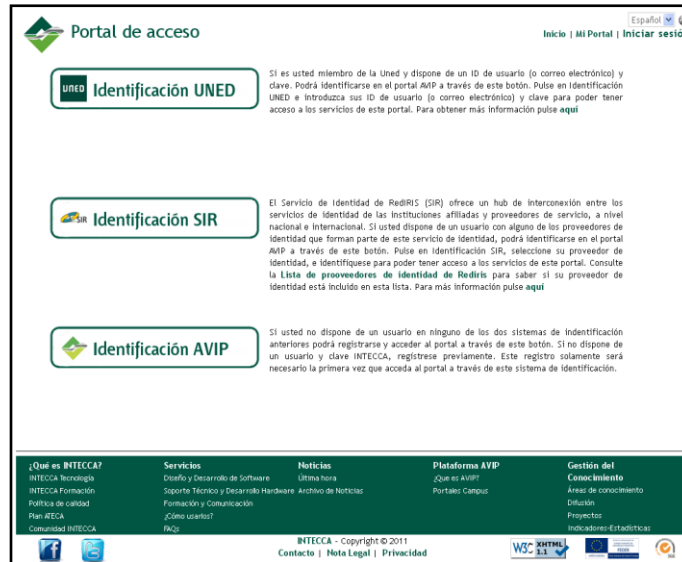 Español
Portal de acceso
Inicio | Mi Portal | Iniciar sesió
UNED Identificación UNED
Si es usted miembro de la Uned y dispone de un ID de usuario (o correo electrónico) y
clave. Podrá identificarse en el portal AVIP a través de este botón. Pulse en Identificación
UNED e introduzca sus ID de usuario (o correo electrónico) y clave para poder tener
acceso a los servicios de este portal. Para obtener más información pulse aquí
SIR Identificación SIR
El Servicio de Identidad de RedIRIS (SIR) ofrece un hub de interconexión entre los
servicios de identidad de las instituciones afiliadas y proveedores de servicio, a nivel
nacional e internacional. Si usted dispone de un usuario con alguno de los proveedores de
identidad que forman parte de este servicio de identidad, podrá identificarse en el portal
AVIP a través de este botón. Pulse en Identificación SIR, seleccione su proveedor de
identidad, e identifíquese para poder tener acceso a los servicios de este portal. Consulte
la Lista de prooveedores de identidad de Rediris para saber si su proveedor de
identidad está incluido en esta lista. Para más información pulse aquí
Identificación AVIP
Si usted no dispone de un usuario en ninguno de los dos sistemas de indentificación
anteriores podrá registrarse y acceder al portal a través de este botón. Si no dispone de
un usuario y clave INTECCA, regístrese previamente. Este registro solamente será
necesario la primera vez que acceda al portal a través de este sistema de identificación.
¿Qué es INTECCA?
INTECCA Tecnología
INTECCA Formación
Política de calidad
Plan ATECA
Comunidad INTECCA
Servicios
Diseño y Desarrollo de Software
Soporte Técnico y Desarrollo Hardware
Formación y Comunicación
¿Cómo usarlos?
FAQs
Noticias
Última hora
Archivo de Noticias
Plataforma AVIP
¿Que es AVIP?
Portales Campus
Gestión del
Conocimiento
Áreas de conocimiento
Difusión
Proyectos
Indicadores-Estadísticas
INTECCA - Copyright © 2011
Contacto | Nota Legal | Privacidad
W3C XHTML 1.1